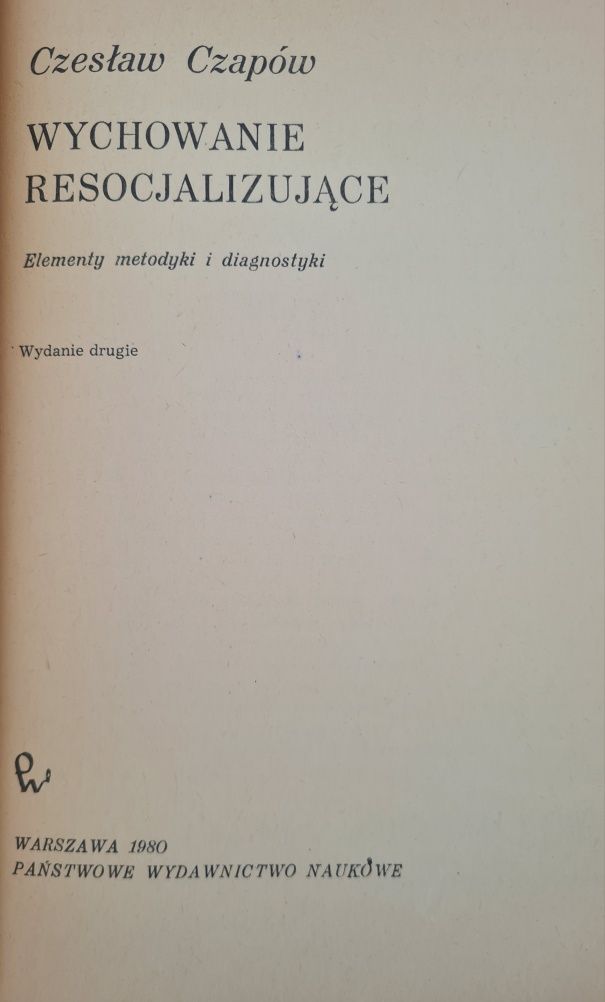 Czesław Czapów
WYCHOWANIE
RESOCJALIZUJĄCE
Elementy metodyki i diagnostyki
Wydanie drugie
WARSZAWA 1980
PAŃSTWOWE WYDAWNICTWO NAUKOWE